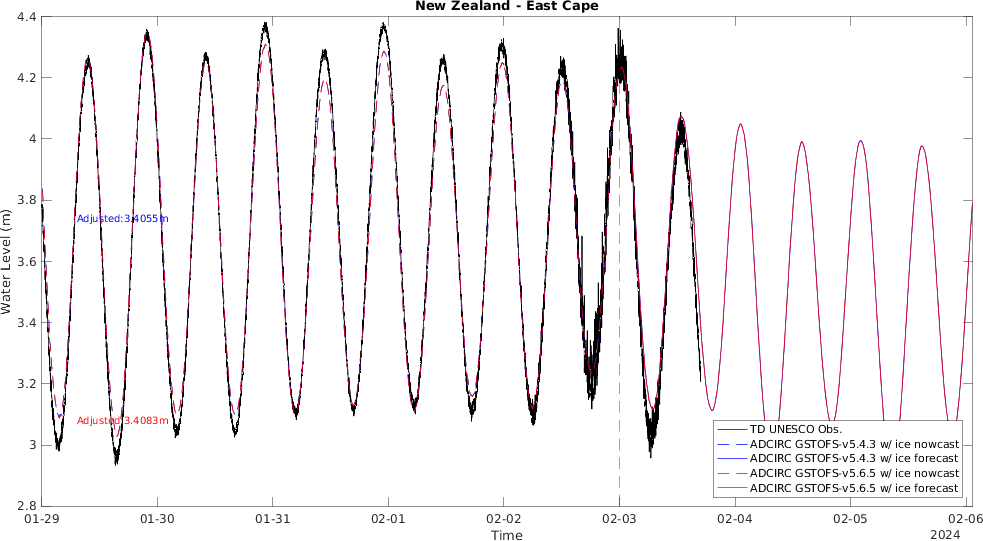 New Zealand - East Cape
4.4
4.2
4
3.8
3.6
3.4
3.2
3
2.8
Water Level (m)
Adjusted:3.4055m
Adjusted:3.4083m
TD UNESCO Obs.
ADCIRC GSTOFS-v5.4.3 w/ ice nowcast
ADCIRC GSTOFS-v5.4.3 w/ ice forecast
ADCIRC GSTOFS-v5.6.5 w/ ice nowcast
ADCIRC GSTOFS-v5.6.5 w/ ice forecast
01-29 01-30 01-31 02-01 02-02 02-03 02-04 02-05 02-06
Time
2024